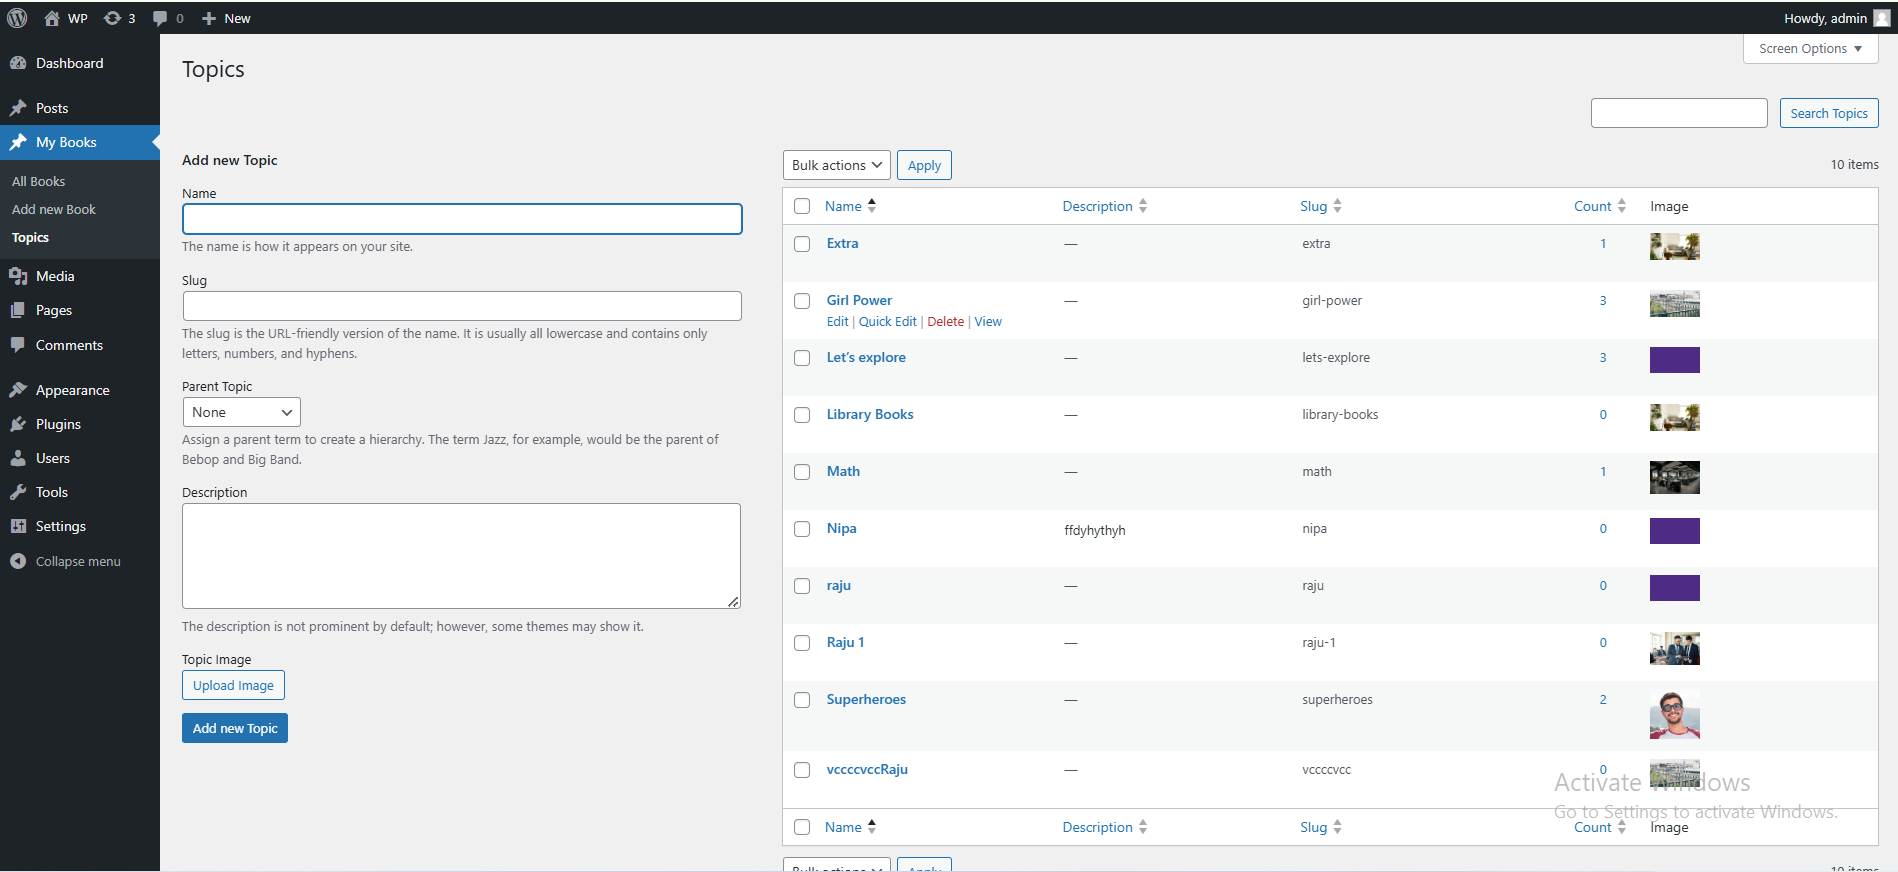 WP 3 0 New Howdy, admin
Screen Options
Dashboard
Posts
My Books
All Books
Add new Book
Topics
Media
Pages
Comments
Appearance
Plugins
Users
Tools
Settings
Collapse menu
Topics
Search Topics
Add new Topic
Name
The name is how it appears on your site.
Slug
The slug is the URL-friendly version of the name. It is usually all lowercase and contains only
letters, numbers, and hyphens.
Parent Topic
None
Assign a parent term to create a hierarchy. The term Jazz, for example, would be the parent of
Bebop and Big Band.
Description
The description is not prominent by default; however, some themes may show it.
Topic Image
Upload Image
Add new Topic
Bulk actions Apply 10 items
Name Description Slug Count Image
Extra — extra 1
Girl Power — girl-power 3
Edit | Quick Edit | Delete | View
Let's explore — lets-explore 3
Library Books — library-books 0
Math — math 1
Nipa ffdyhythyh nipa 0
raju — raju 0
Raju 1 — raju-1 0
Superheroes — superheroes 2
vccccvccRaju — vccccvcc 0
Activate Windows
Go to Settings to activate Windows.
Name Description Slug Count Image
Bulk actions Apply 10 items